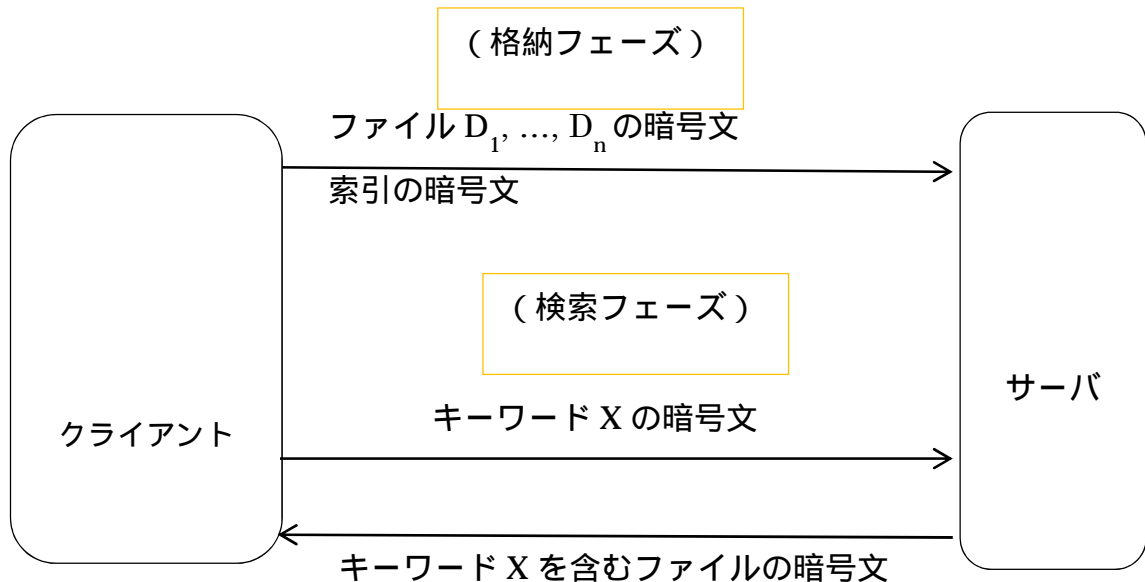 （格納フェーズ）
ファイル D_1, …, D_n の暗号文
索引の暗号文
（検索フェーズ）
サーバ
キーワード X の暗号文
クライアント
キーワード X を含むファイルの暗号文